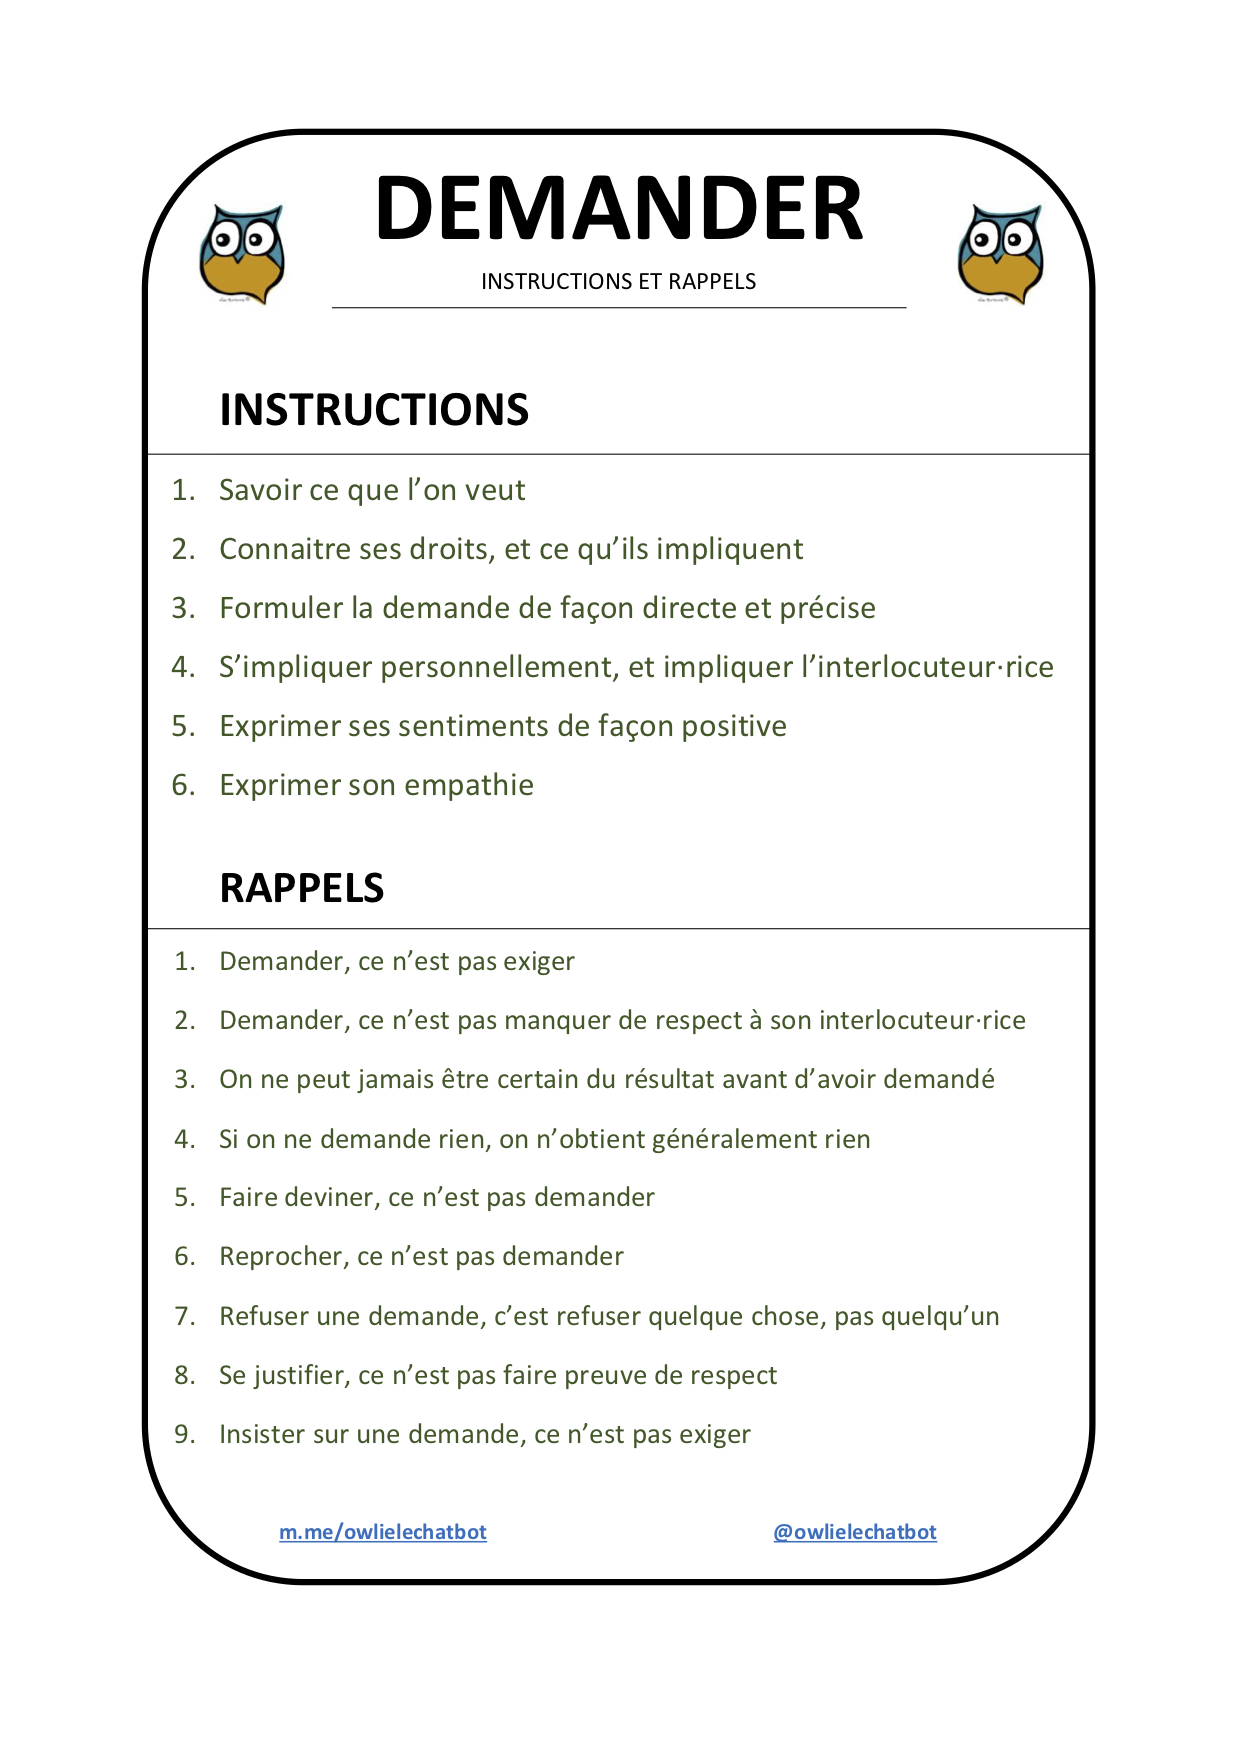 DEMANDER
INSTRUCTIONS ET RAPPELS
INSTRUCTIONS
1. Savoir ce que l’on veut
2. Connaitre ses droits, et ce qu’ils impliquent
3. Formuler la demande de façon directe et précise
4. S’impliquer personnellement, et impliquer l’interlocuteur·rice
5. Exprimer ses sentiments de façon positive
6. Exprimer son empathie
RAPPELS
1. Demander, ce n’est pas exiger
2. Demander, ce n’est pas manquer de respect à son interlocuteur·rice
3. On ne peut jamais être certain du résultat avant d’avoir demandé
4. Si on ne demande rien, on n’obtient généralement rien
5. Faire deviner, ce n’est pas demander
6. Reprocher, ce n’est pas demander
7. Refuser une demande, c’est refuser quelque chose, pas quelqu’un
8. Se justifier, ce n’est pas faire preuve de respect
9. Insister sur une demande, ce n’est pas exiger
m.me/owlielechatbot
@owlielechatbot